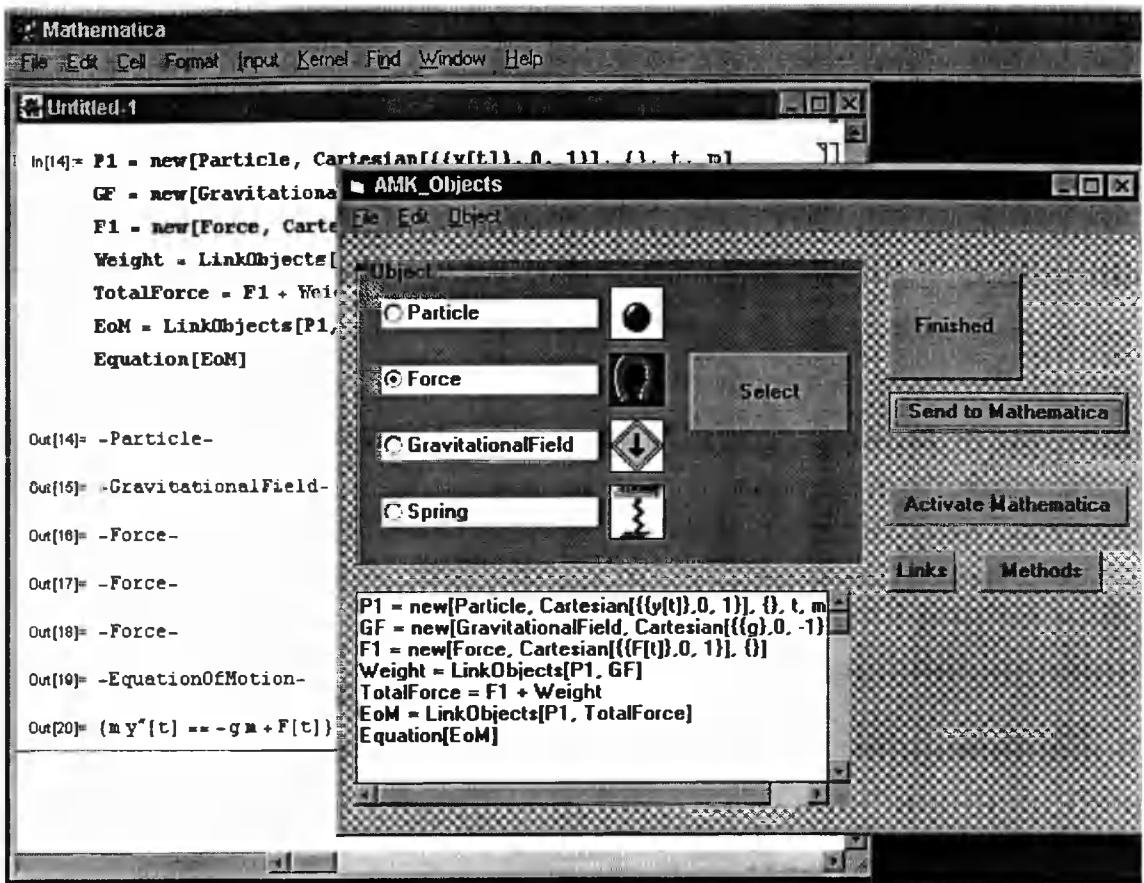 Mathematica
File Edit Cell Format Input Kernel Find Window Help
Untitled-1
In[14]:= P1 = new[Particle, Cartesian[{{y[t]},0, 1}], {}, t, m]
GF = new[Gravitationa
F1 = new[Force, Carte
Weight = LinkObjects[
TotalForce = F1 + Wei
EoM = LinkObjects[P1,
Equation[EoM]
Out[14]= -Particle-
Out[15]= -GravitationalField-
Out[16]= -Force-
Out[17]= -Force-
Out[18]= -Force-
Out[19]= -EquationOfMotion-
Out[20]= {m y″[t] == -g m + F[t]}
AMK_Objects
File Edit Object
Object
Particle
Force
GravitationalField
Spring
Select
Finished
Send to Mathematica
Activate Mathematica
Links Methods
P1 = new[Particle, Cartesian[{{y[t]},0, 1}], {}, t, m
GF = new[GravitationalField, Cartesian[{{g},0, -1}
F1 = new[Force, Cartesian[{{F[t]},0, 1}], {}]
Weight = LinkObjects[P1, GF]
TotalForce = F1 + Weight
EoM = LinkObjects[P1, TotalForce]
Equation[EoM]